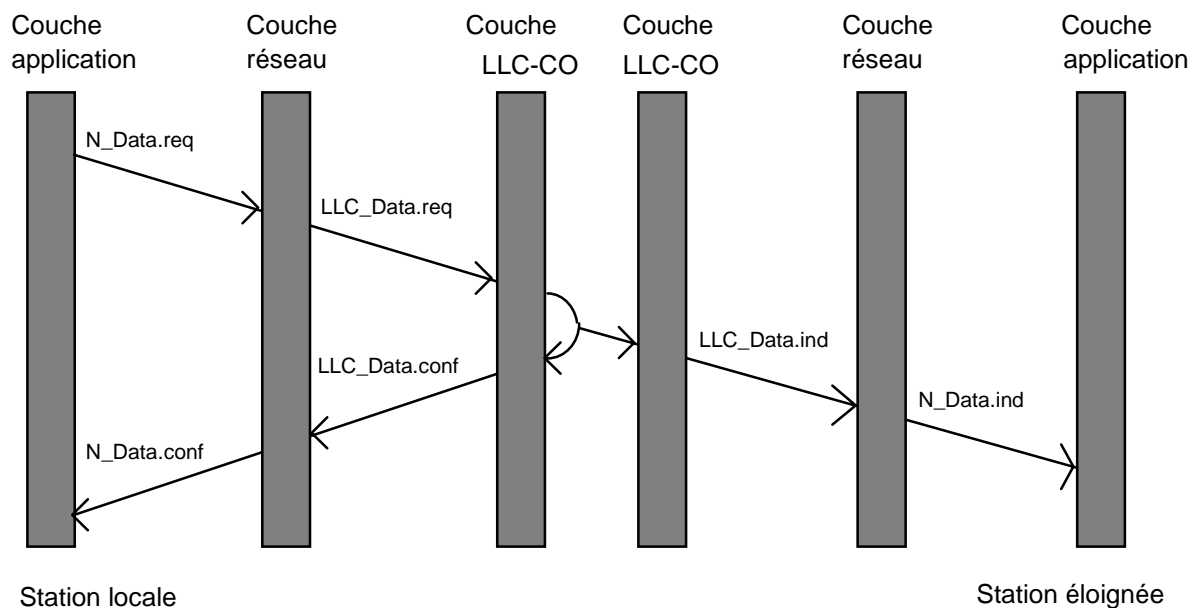 Couche
application
Couche
réseau
Couche
LLC-CO
Couche
LLC-CO
Couche
réseau
Couche
application
N_Data.req
LLC_Data.req
LLC_Data.conf
LLC_Data.ind
N_Data.ind
N_Data.conf
Station locale
Station éloignée